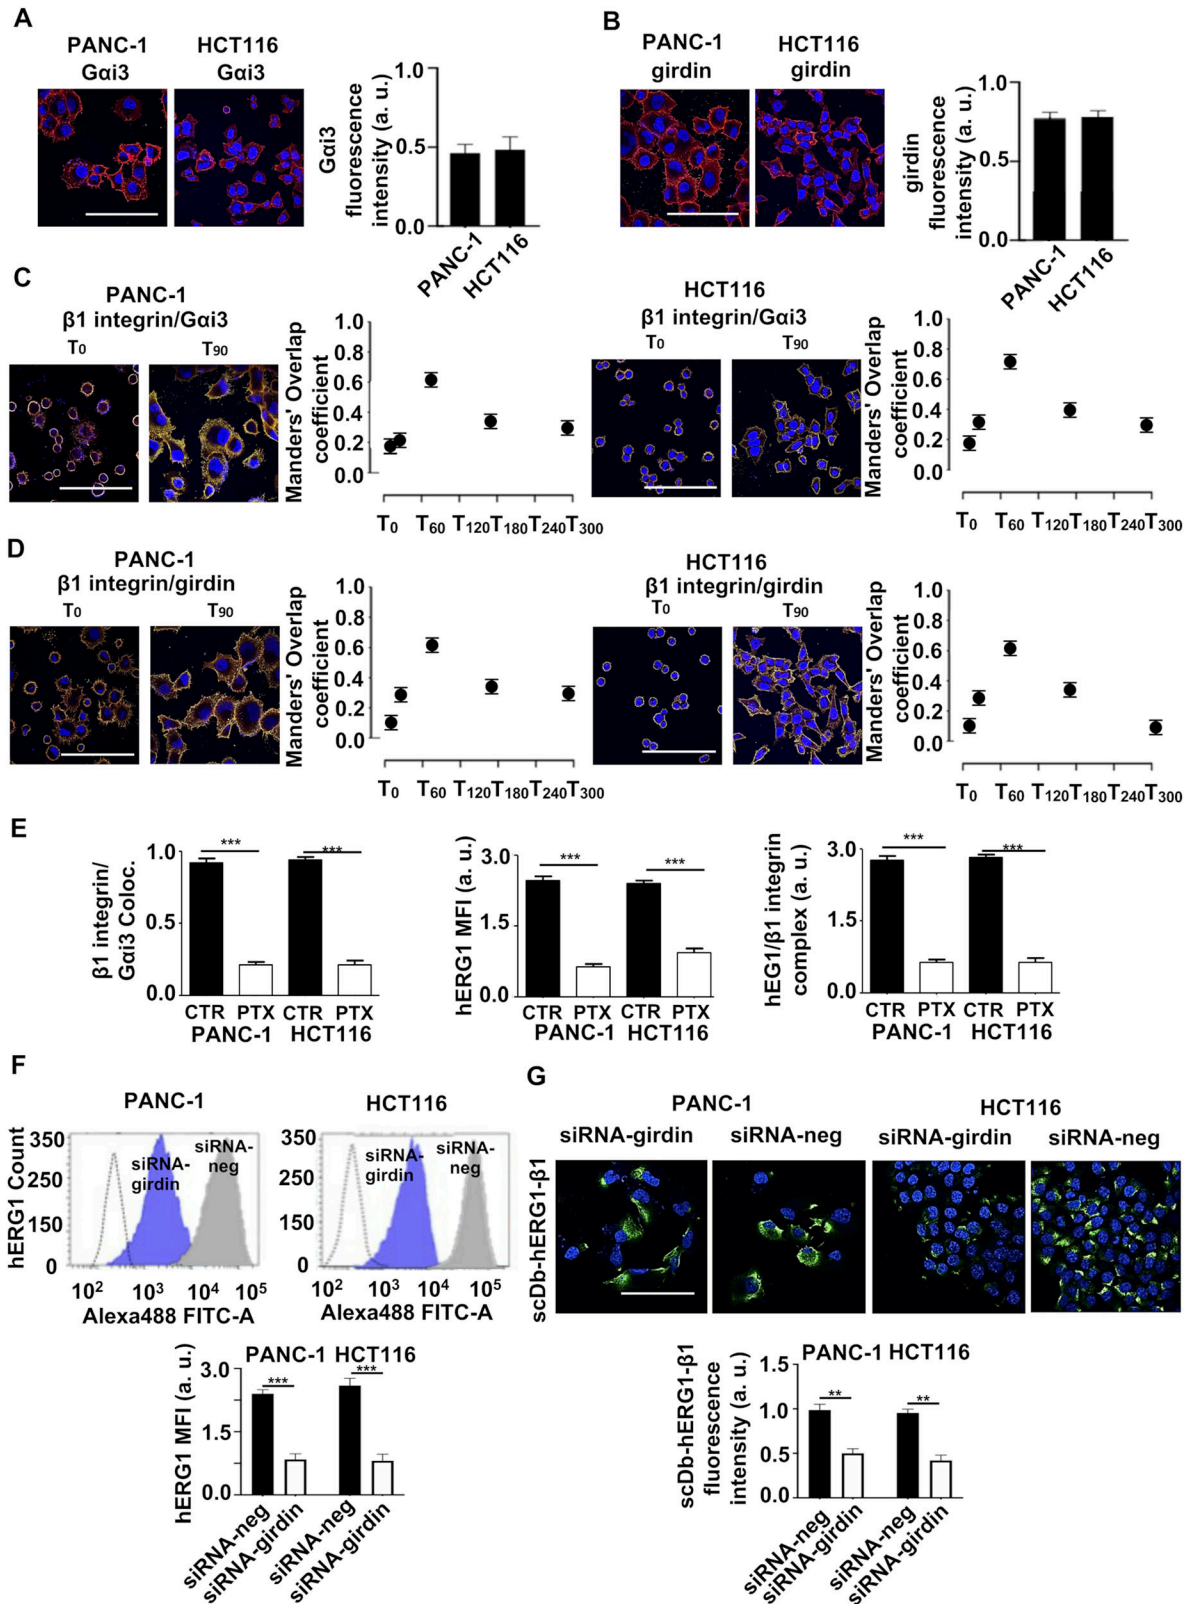 A
PANC-1
Gαi3
HCT116
Gαi3
Gαi3
fluorescence
intensity (a. u.)
1.0
0.5
0.0
PANC-1
HCT116
B
PANC-1
girdin
HCT116
girdin
girdin
fluorescence
intensity (a. u.)
1.0
0.5
0.0
PANC-1
HCT116
C
PANC-1
β1 integrin/Gαi3
T0
T90
Manders' Overlap
coefficient
1.0
0.8
0.6
0.4
0.2
0.0
T0 T60 T120 T180 T240 T300
HCT116
β1 integrin/Gαi3
T0
T90
Manders' Overlap
coefficient
1.0
0.8
0.6
0.4
0.2
0.0
T0 T60 T120 T180 T240 T300
D
PANC-1
β1 integrin/girdin
T0
T90
Manders' Overlap
coefficient
1.0
0.8
0.6
0.4
0.2
0.0
T0 T60 T120 T180 T240 T300
HCT116
β1 integrin/girdin
T0
T90
Manders' Overlap
coefficient
1.0
0.8
0.6
0.4
0.2
0.0
T0 T60 T120 T180 T240 T300
E
β1 integrin/
Gαi3 Coloc.
1.0
0.5
0.0
*** ***
CTR PTX CTR PTX
PANC-1 HCT116
hERG1 MFI (a. u.)
3.0
1.5
0.0
*** ***
CTR PTX CTR PTX
PANC-1 HCT116
hEG1/β1 integrin
complex (a. u.)
3.0
1.5
0.0
*** ***
CTR PTX CTR PTX
PANC-1 HCT116
F
PANC-1
hERG1 Count
350
250
150
0
siRNA-
girdin
siRNA-
neg
102 103 104 105
Alexa488 FITC-A
HCT116
350
250
150
0
siRNA-
girdin
siRNA-
neg
102 103 104 105
Alexa488 FITC-A
PANC-1 HCT116
hERG1 MFI (a. u.)
3.0
1.5
0.0
*** ***
siRNA-neg
siRNA-girdin
siRNA-neg
siRNA-girdin
G
PANC-1
siRNA-girdin siRNA-neg
HCT116
siRNA-girdin siRNA-neg
scDb-hERG1-β1
PANC-1 HCT116
scDb-hERG1-β1
fluorescence
intensity (a. u.)
1.5
1.0
0.5
0.0
** **
siRNA-neg
siRNA-girdin
siRNA-neg
siRNA-girdin